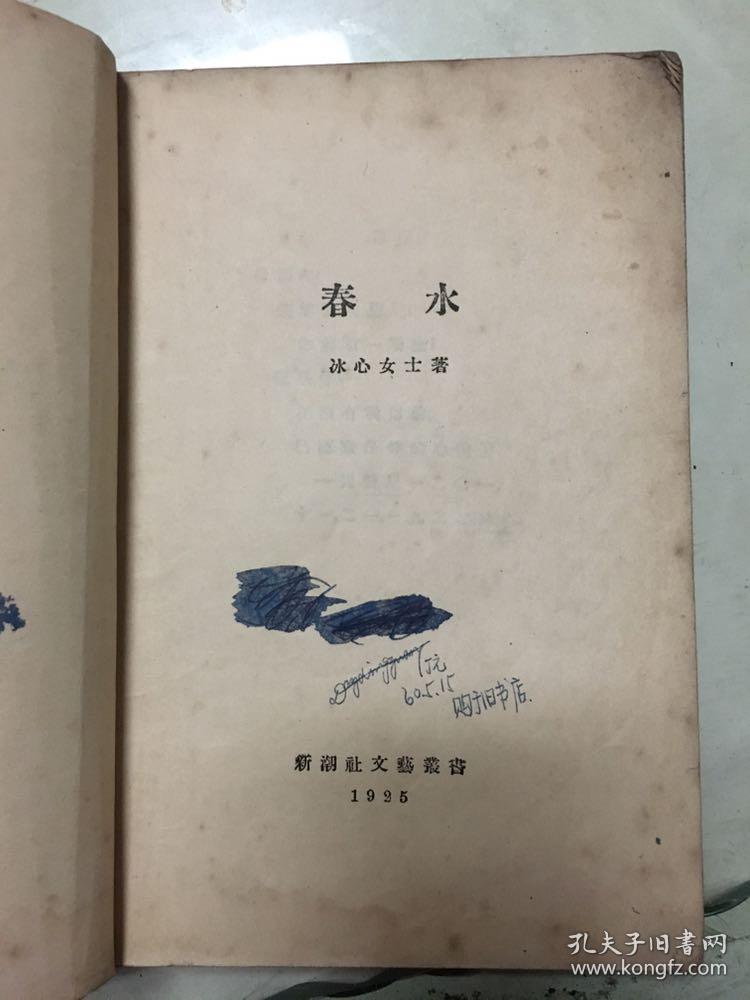 春水
冰心女士著
60.5.15
购于旧书店.
新潮社文藝叢書
1925
孔夫子旧书网
www.kongfz.com